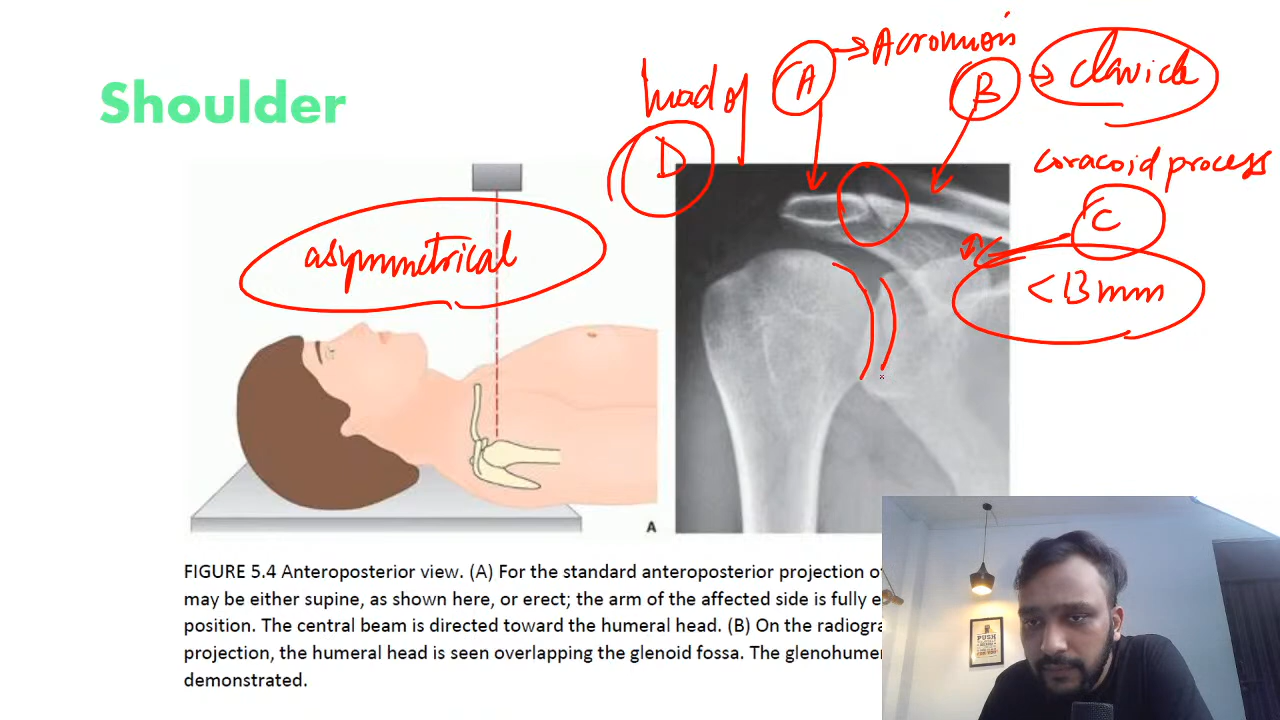 Shoulder
head of
A
Acromion
B
clavicle
D
coracoid process
C
asymmetrical
< 13 mm
A
PUSH
FIGURE 5.4 Anteroposterior view. (A) For the standard anteroposterior projection of
may be either supine, as shown here, or erect; the arm of the affected side is fully e
position. The central beam is directed toward the humeral head. (B) On the radiogra
projection, the humeral head is seen overlapping the glenoid fossa. The glenohumer
demonstrated.